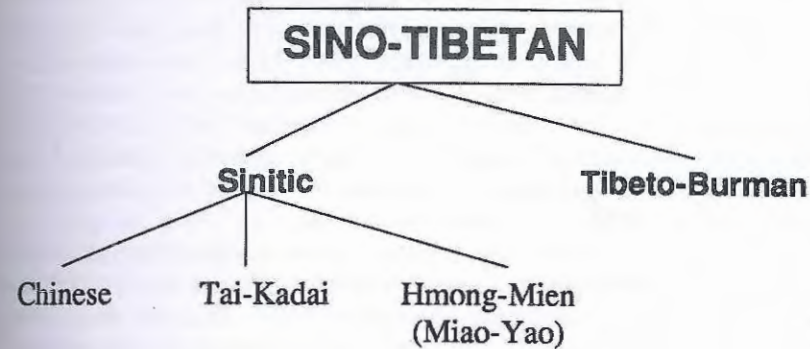 SINO-TIBETAN
Sinitic Tibeto-Burman
Chinese Tai-Kadai Hmong-Mien
(Miao-Yao)